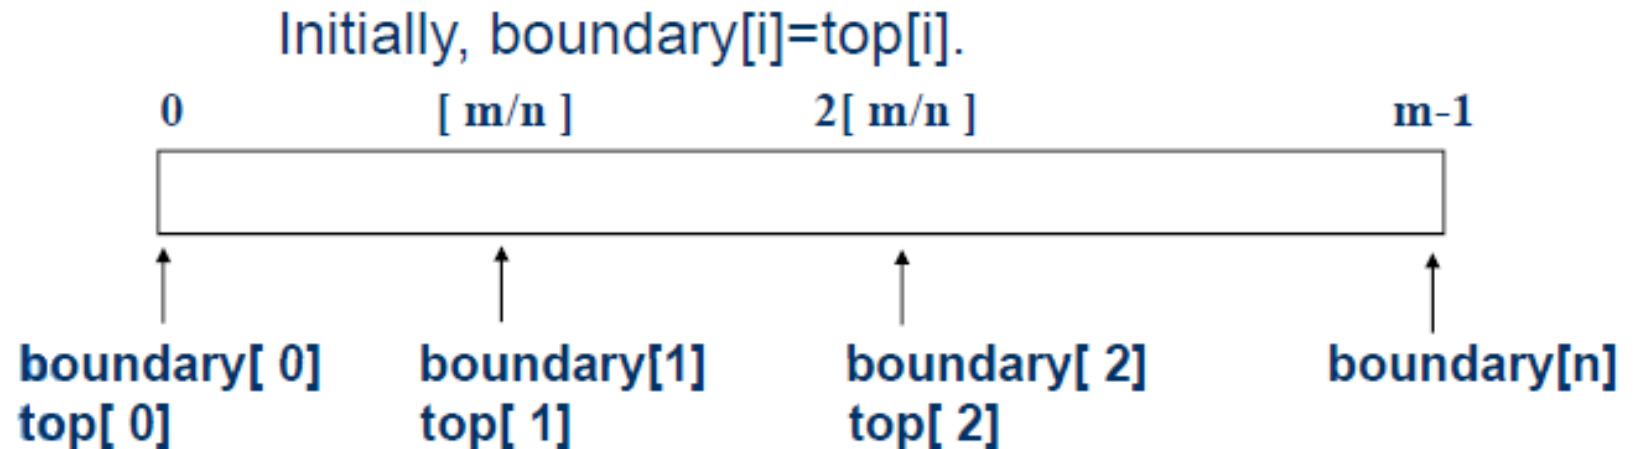 Initially, boundary[i]=top[i].
0 [ m/n ] 2[ m/n ] m-1
boundary[ 0] boundary[1] boundary[ 2] boundary[n]
top[ 0] top[ 1] top[ 2]